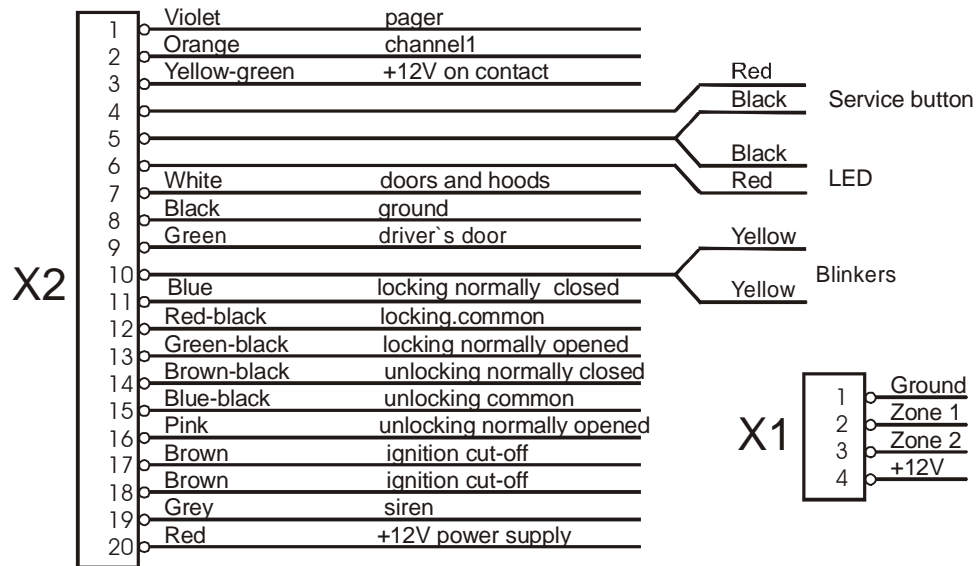 1 Violet pager
2 Orange channel1
3 Yellow-green +12V on contact
Red
4
Black
Service button
5
Black
6
Red
LED
7 White doors and hoods
8 Black ground
9 Green driver`s door
Yellow
10
Blinkers
Yellow
X2
11 Blue locking normally closed
12 Red-black locking.common
13 Green-black locking normally opened
14 Brown-black unlocking normally closed
15 Blue-black unlocking common
16 Pink unlocking normally opened
17 Brown ignition cut-off
18 Brown ignition cut-off
19 Grey siren
20 Red +12V power supply
X1
1 Ground
2 Zone 1
3 Zone 2
4 +12V